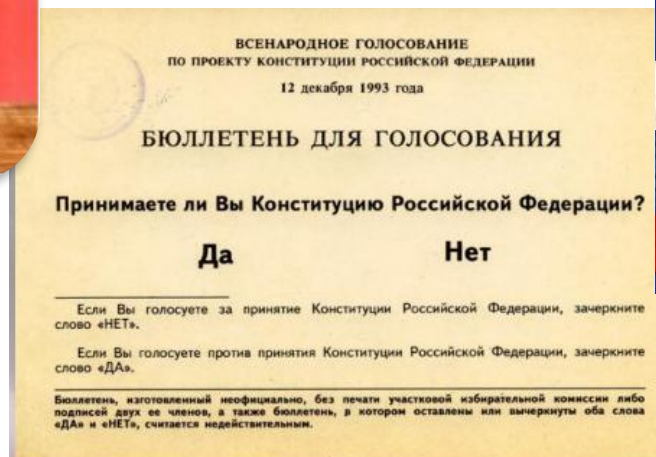 ВСЕНАРОДНОЕ ГОЛОСОВАНИЕ
ПО ПРОЕКТУ КОНСТИТУЦИИ РОССИЙСКОЙ ФЕДЕРАЦИИ
12 декабря 1993 года
БЮЛЛЕТЕНЬ ДЛЯ ГОЛОСОВАНИЯ
Принимаете ли Вы Конституцию Российской Федерации?
Да Нет
Если Вы голосуете за принятие Конституции Российской Федерации, зачеркните
слово «НЕТ».
Если Вы голосуете против принятия Конституции Российской Федерации, зачеркните
слово «ДА».
Бюллетень, изготовленный неофициально, без печати участковой избирательной комиссии либо
подписей двух ее членов, а также бюллетень, в котором оставлены или вычеркнуты оба слова
«ДА» и «НЕТ», считается недействительным.